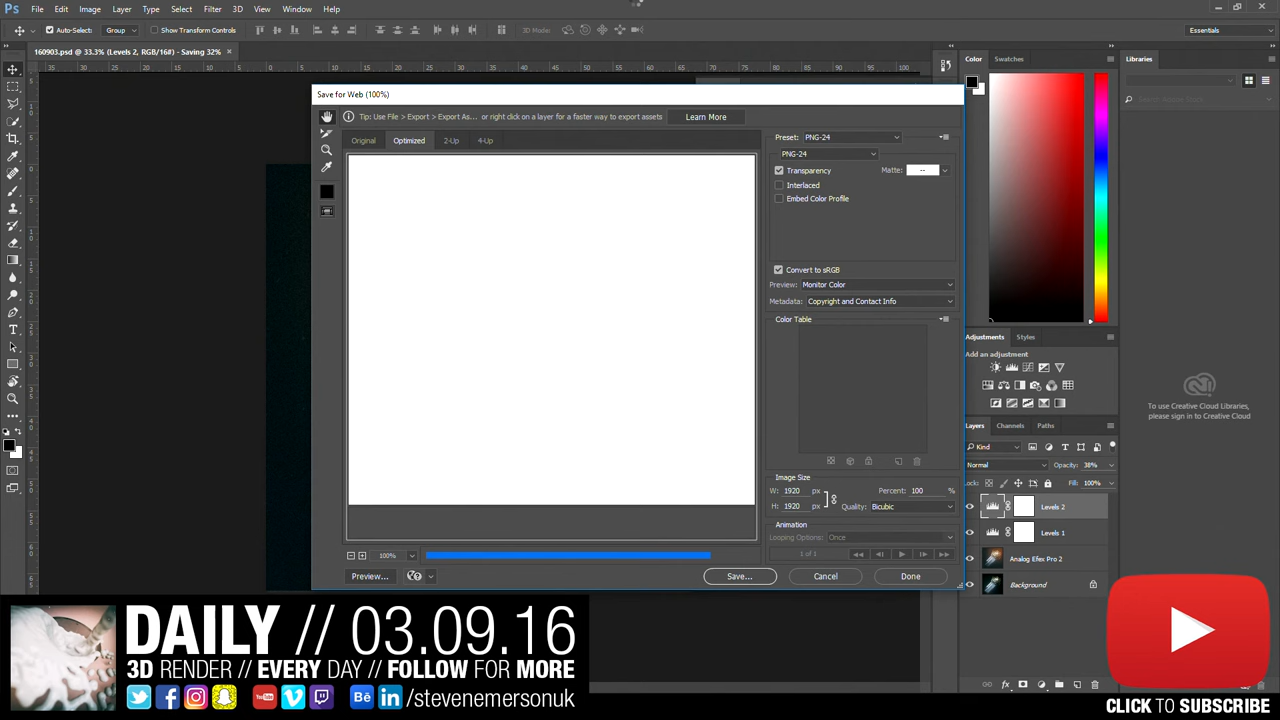 Ps File Edit Image Layer Type Select Filter 3D View Window Help
Auto-Select: Group Show Transform Controls 3D Mode: Essentials
160903.psd @ 33.3% (Levels 2, RGB/16#) - Saving 32% ×
Save for Web (100%)
Tip: Use File > Export > Export As... or right click on a layer for a faster way to export assets Learn More
Original Optimized 2-Up 4-Up
Preset: PNG-24
PNG-24
Transparency Matte: --
Interlaced
Embed Color Profile
Convert to sRGB
Preview: Monitor Color
Metadata: Copyright and Contact Info
Color Table
Image Size
W: 1920 px Percent: 100 %
H: 1920 px Quality: Bicubic
Animation
Looping Options: Once
1 of 1
100%
Preview... Save... Cancel Done
Color Swatches
Libraries
Search Adobe Stock
To use Creative Cloud Libraries,
please sign in to Creative Cloud
Adjustments Styles
Add an adjustment
Layers Channels Paths
Kind
Normal Opacity: 38%
Lock: Fill: 100%
Levels 2
Levels 1
Analog Efex Pro 2
Background
DAILY // 03.09.16
3D RENDER // EVERY DAY // FOLLOW FOR MORE
/stevenemersonuk
CLICK TO SUBSCRIBE